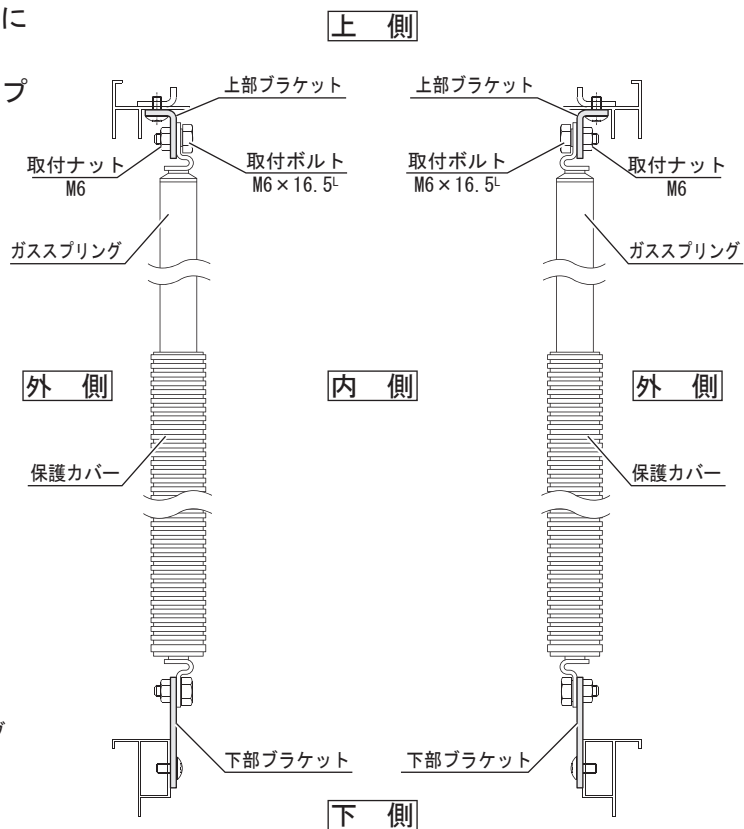 に
上 側
プ
上部ブラケット
上部ブラケット
取付ナット
M6
取付ボルト
M6×16.5L
取付ボルト
M6×16.5L
取付ナット
M6
ガススプリング
ガススプリング
外 側
内 側
外 側
保護カバー
保護カバー
下部ブラケット
下部ブラケット
下 側